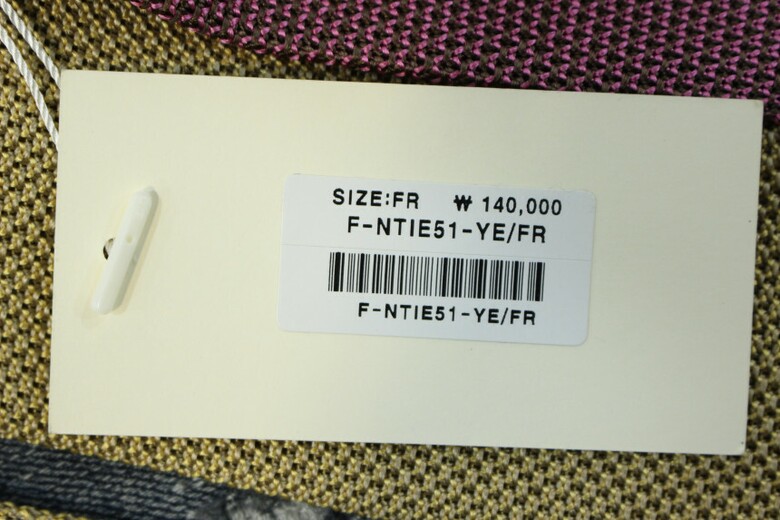 SIZE:FR ₩ 140,000
F-NTIE51-YE/FR
F-NTIE51-YE/FR